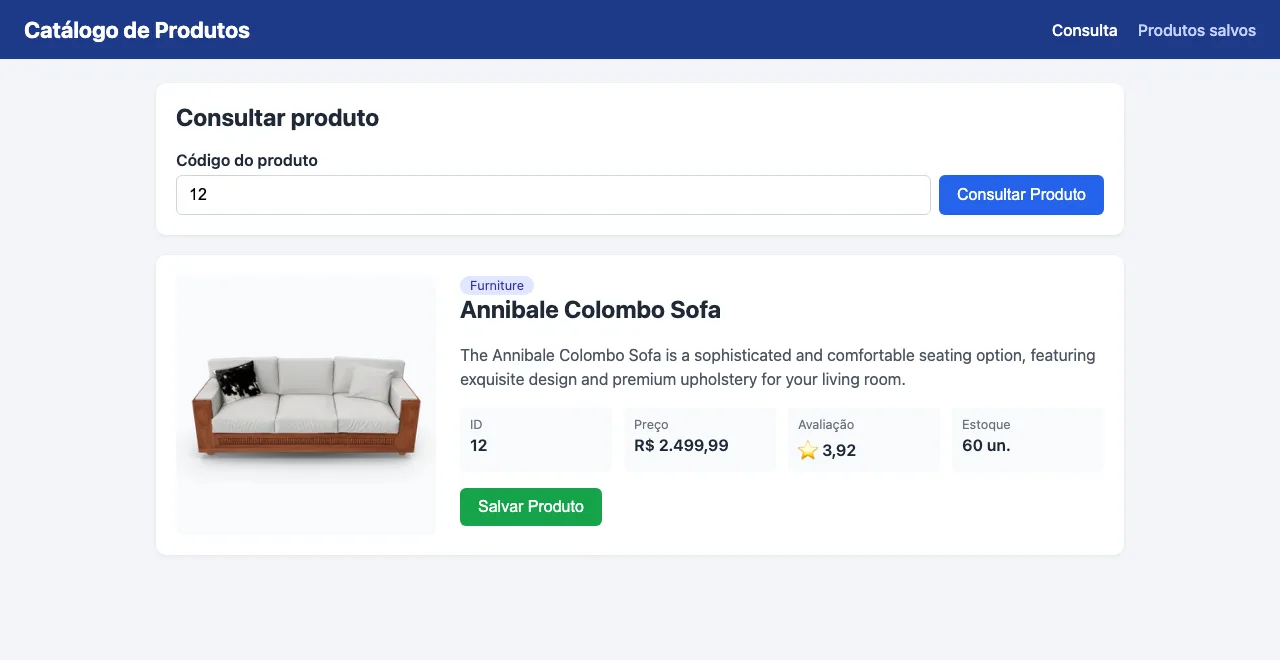 Catálogo de Produtos
Consulta
Produtos salvos
Consultar produto
Código do produto
12
Consultar Produto
Furniture
Annibale Colombo Sofa
The Annibale Colombo Sofa is a sophisticated and comfortable seating option, featuring
exquisite design and premium upholstery for your living room.
ID
12
Preço
R$ 2.499,99
Avaliação
⭐ 3,92
Estoque
60 un.
Salvar Produto